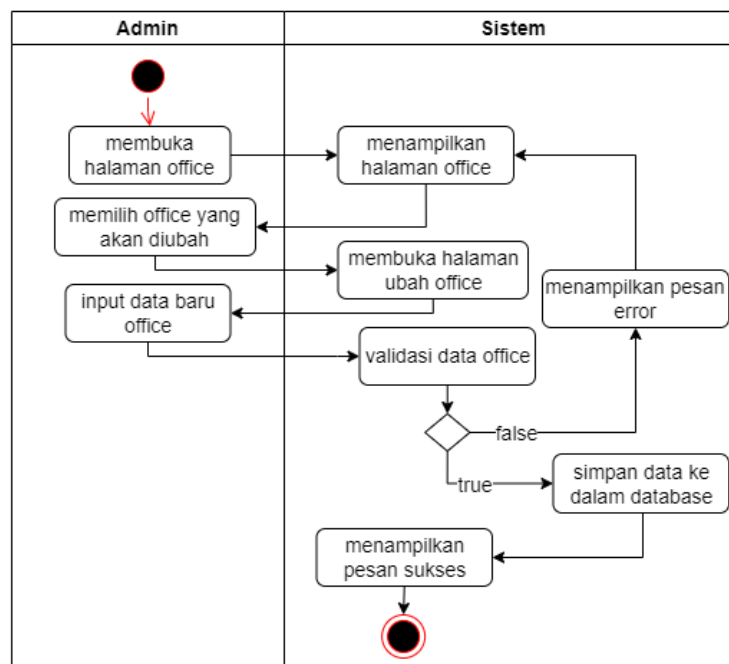 Admin
Sistem
membuka
halaman office
menampilkan
halaman office
memilih office yang
akan diubah
membuka halaman
ubah office
menampilkan pesan
error
input data baru
office
validasi data office
false
true
simpan data ke
dalam database
menampilkan
pesan sukses